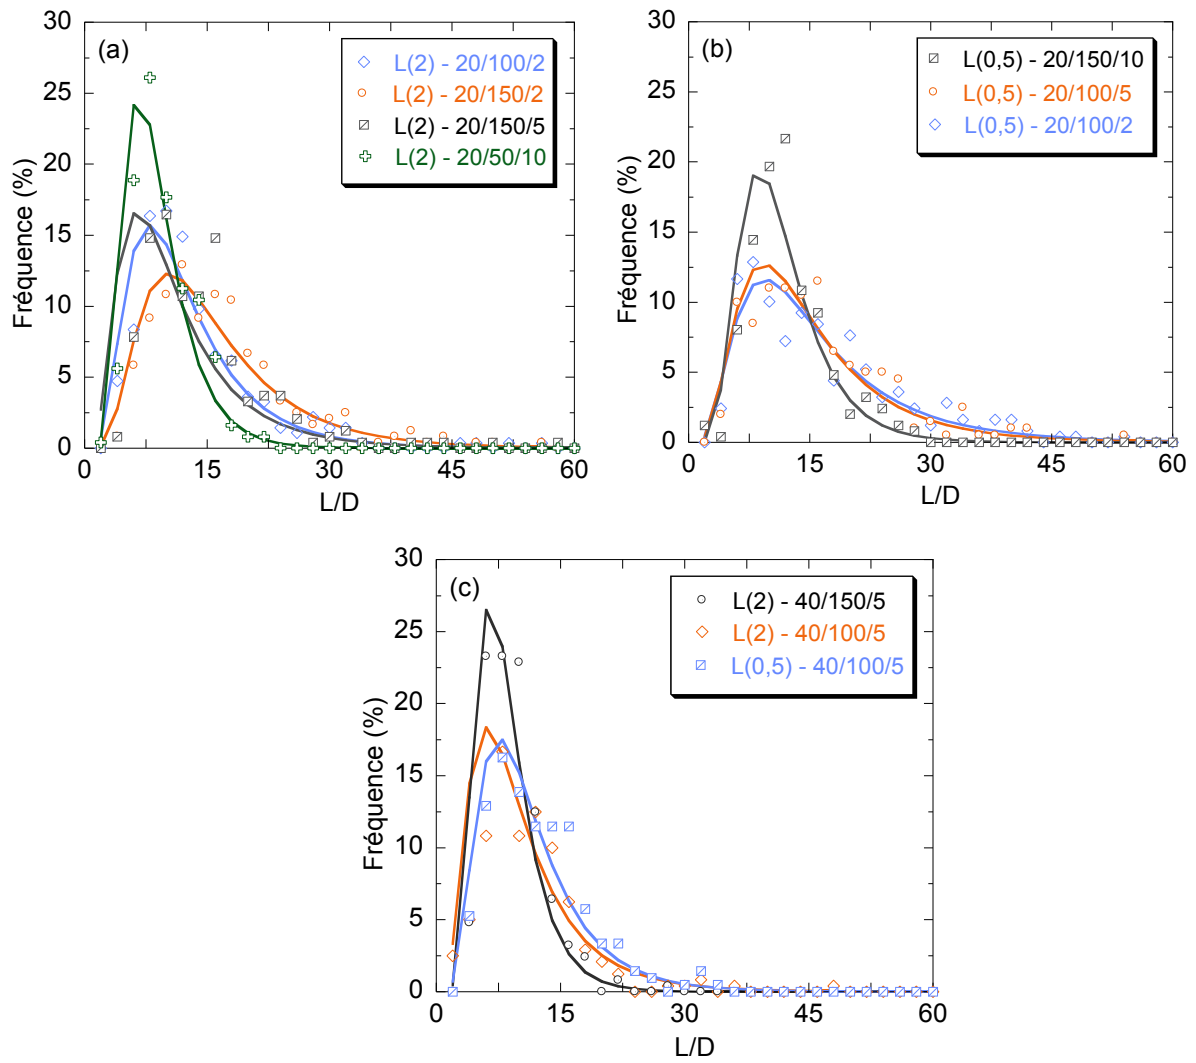 (a)
L(2) - 20/100/2
L(2) - 20/150/2
L(2) - 20/150/5
L(2) - 20/50/10
Fréquence (%)
30
25
20
15
10
5
0
0 15 30 45 60
L/D
(b)
L(0,5) - 20/150/10
L(0,5) - 20/100/5
L(0,5) - 20/100/2
Fréquence (%)
30
25
20
15
10
5
0
0 15 30 45 60
L/D
(c)
L(2) - 40/150/5
L(2) - 40/100/5
L(0,5) - 40/100/5
Fréquence (%)
30
25
20
15
10
5
0
0 15 30 45 60
L/D